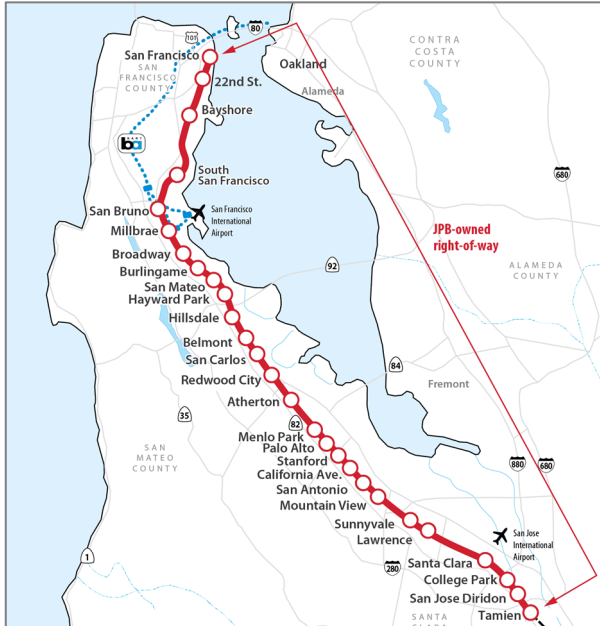 80
101
San Francisco
SAN
FRANCISCO
COUNTY
Oakland
CONTRA
COSTA
COUNTY
22nd St.
Alameda
Bayshore
BART
ba
680
South
San Francisco
San Bruno
San Francisco
International
Airport
Millbrae
JPB-owned
right-of-way
Broadway
92
ALAMEDA
COUNTY
Burlingame
San Mateo
Hayward Park
Hillsdale
Belmont
San Carlos
84
Redwood City
Fremont
Atherton
35
82
Menlo Park
SAN
MATEO
COUNTY
Palo Alto
Stanford
880
680
California Ave.
San Antonio
Mountain View
Sunnyvale
Lawrence
San Jose
International
Airport
1
280
Santa Clara
College Park
San Jose Diridon
SANTA
CLARA
Tamien